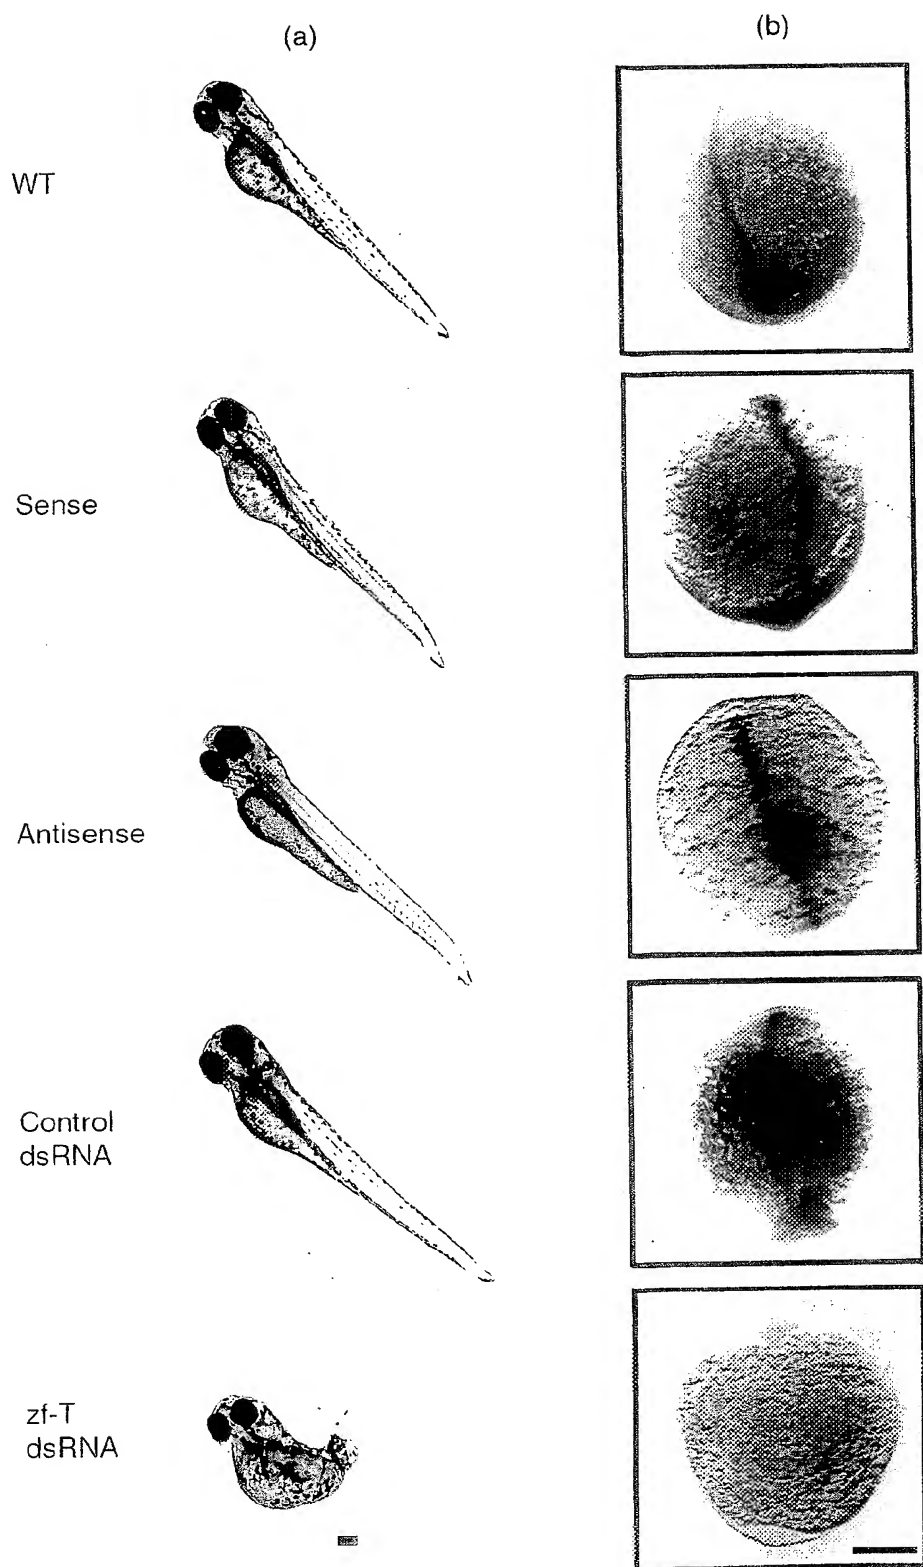 (a)
(b)
WT
Sense
Antisense
Control
dsRNA
zf-T
dsRNA